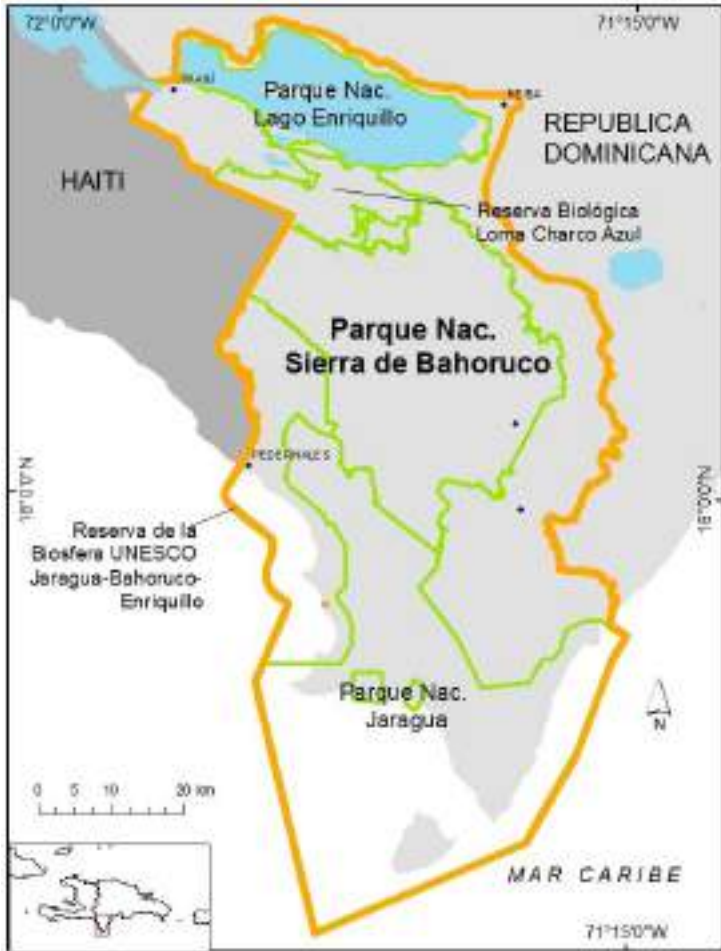 72°0'0"W
71°15'0"W
Parque Nac.
Lago Enriquillo
REPUBLICA
DOMINICANA
HAITI
Reserva Biológica
Loma Charco Azul
Parque Nac.
Sierra de Bahoruco
PEDERNALES
18°0'0"N
18°0'0"N
Reserva de la
Biosfera UNESCO
Jaragua-Bahoruco-
Enriquillo
Parque Nac.
Jaragua
N
0 5 10 20 km
MAR CARIBE
71°15'0"W